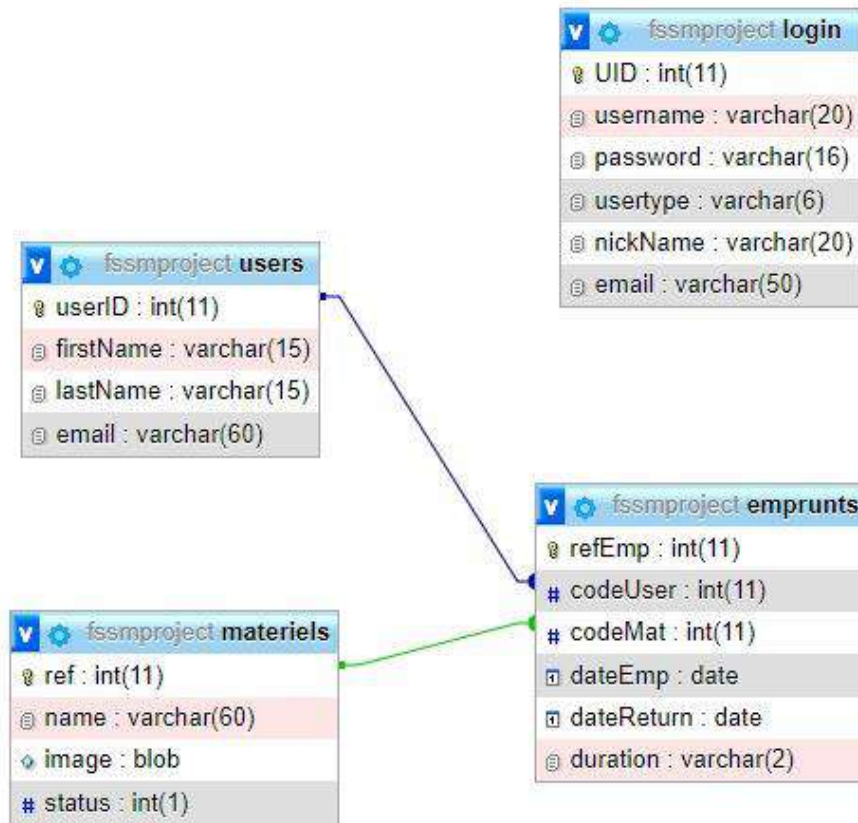 fssmproject login
UID : int(11)
username : varchar(20)
password : varchar(16)
usertype : varchar(6)
nickName : varchar(20)
email : varchar(50)
fssmproject users
userID : int(11)
firstName : varchar(15)
lastName : varchar(15)
email : varchar(60)
fssmproject emprunts
refEmp : int(11)
# codeUser : int(11)
# codeMat : int(11)
dateEmp : date
dateReturn : date
duration : varchar(2)
fssmproject materiels
ref : int(11)
name : varchar(60)
image : blob
# status : int(1)